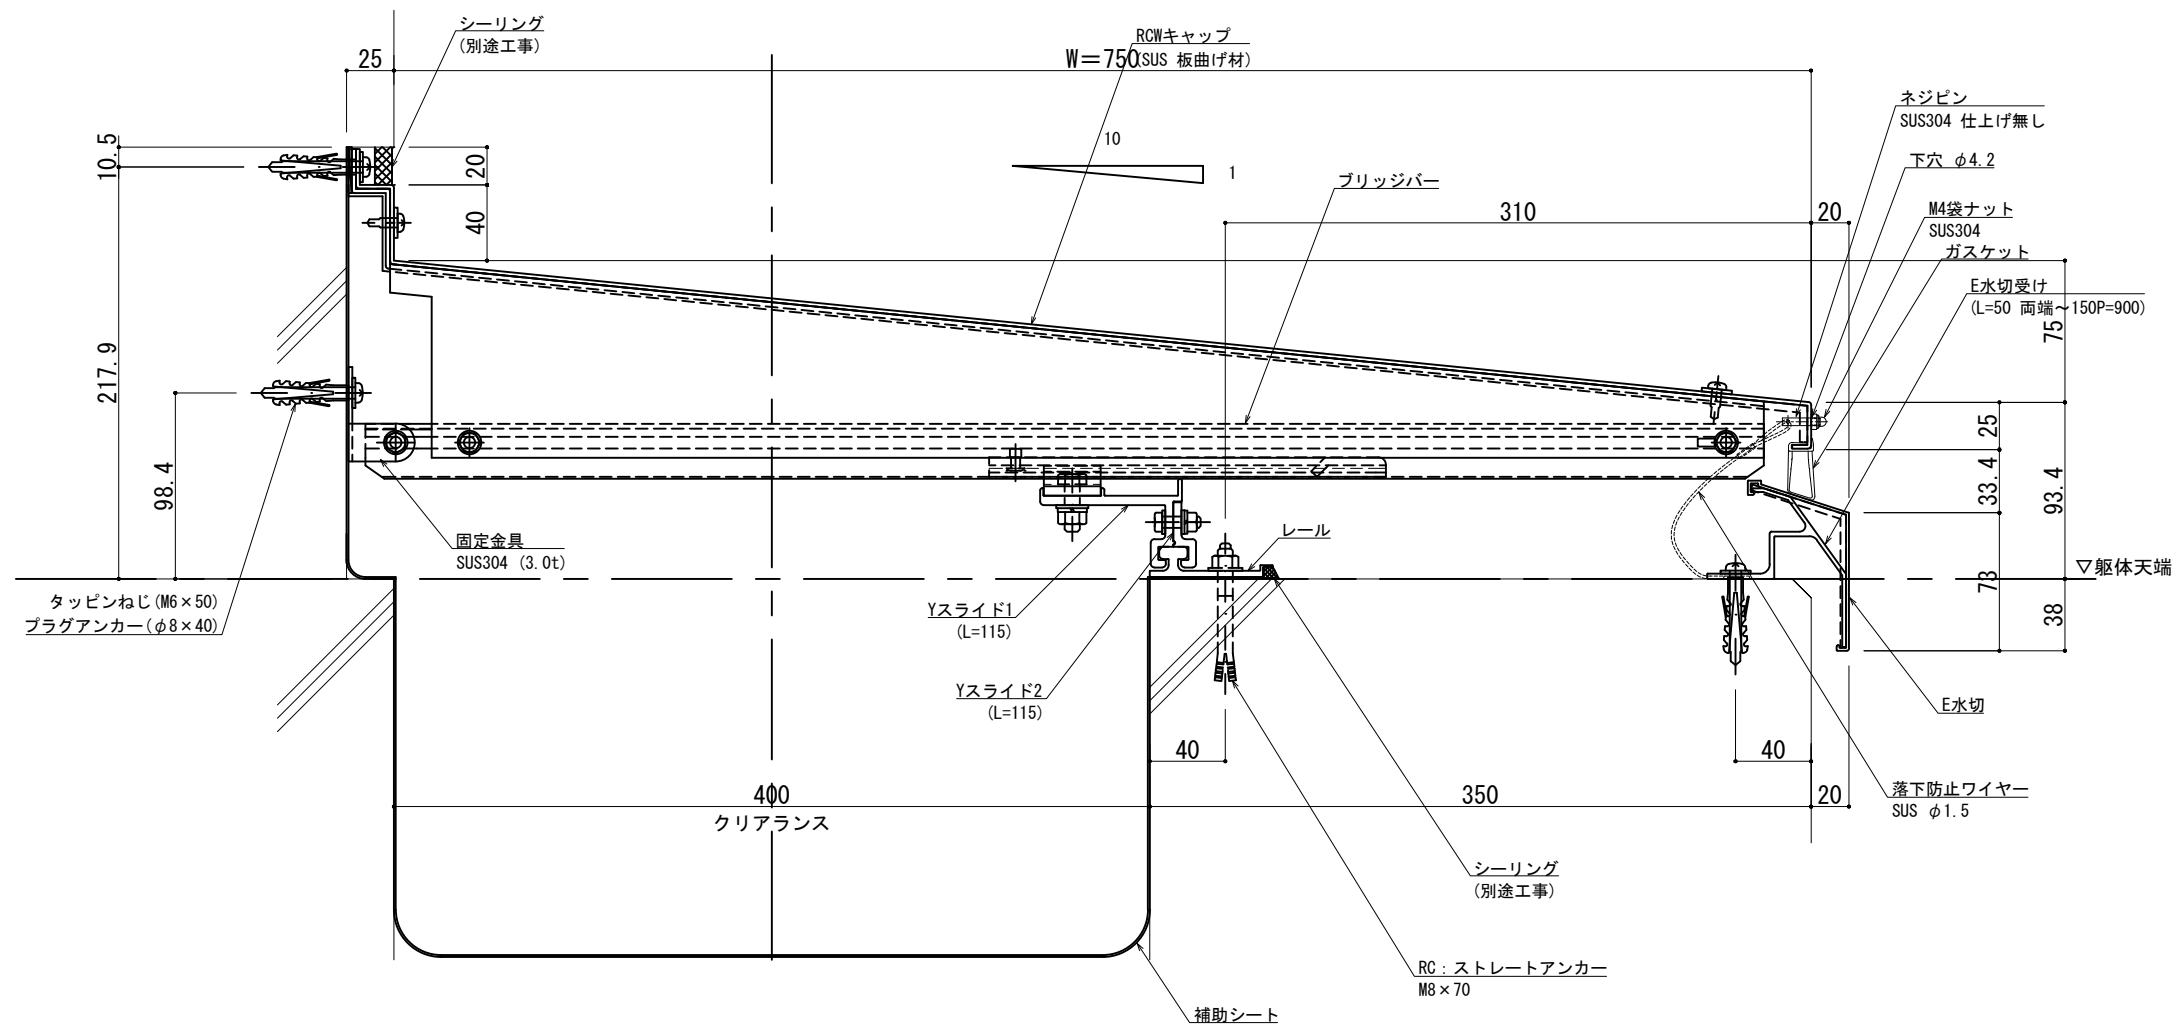 シーリング
(別途工事)
25
W=750
RCWキャップ
(SUS 板曲げ材)
ネジピン
SUS304 仕上げ無し
10.5
20
10
1
下穴 φ4.2
ブリッジバー
40
310
20
M4袋ナット
SUS304
ガスケット
E水切受け
(L=50 両端～150P=900)
75
217.9
25
98.4
33.4
93.4
固定金具
SUS304 (3.0t)
レール
▽躯体天端
73
38
タッピンねじ(M6×50)
プラグアンカー(φ8×40)
Yスライド1
(L=115)
Yスライド2
(L=115)
E水切
40
40
400
クリアランス
350
20
落下防止ワイヤー
SUS φ1.5
シーリング
(別途工事)
RC：ストレートアンカー
M8×70
補助シート